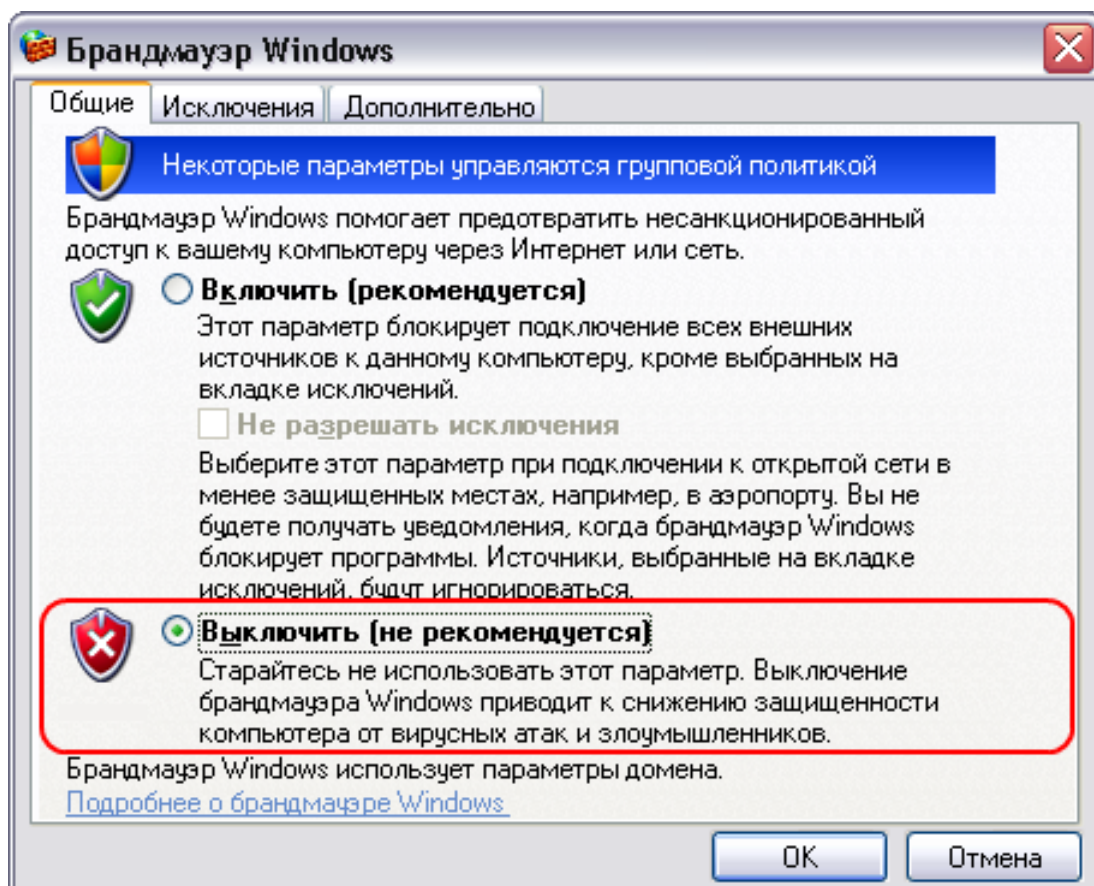 Брандмауэр Windows
Общие Исключения Дополнительно
Некоторые параметры управляются групповой политикой
Брандмауэр Windows помогает предотвратить несанкционированный
доступ к вашему компьютеру через Интернет или сеть.
Включить (рекомендуется)
Этот параметр блокирует подключение всех внешних
источников к данному компьютеру, кроме выбранных на
вкладке исключений.
Не разрешать исключения
Выберите этот параметр при подключении к открытой сети в
менее защищенных местах, например, в аэропорту. Вы не
будете получать уведомления, когда брандмауэр Windows
блокирует программы. Источники, выбранные на вкладке
исключений, будут игнорироваться.
Выключить (не рекомендуется)
Старайтесь не использовать этот параметр. Выключение
брандмауэра Windows приводит к снижению защищенности
компьютера от вирусных атак и злоумышленников.
Брандмауэр Windows использует параметры домена.
Подробнее о брандмауэре Windows
OK Отмена